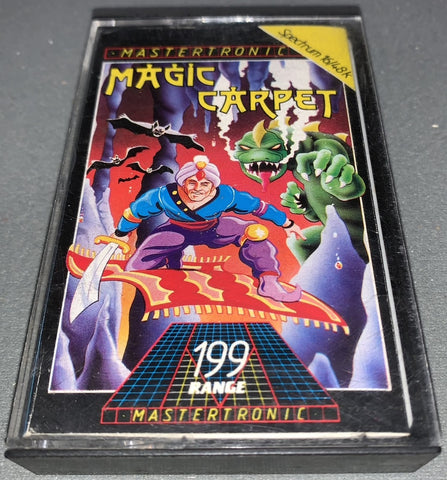 MASTERTRONIC
Spectrum 16/48k
MAGIC
CARPET
199
RANGE
MASTERTRONIC